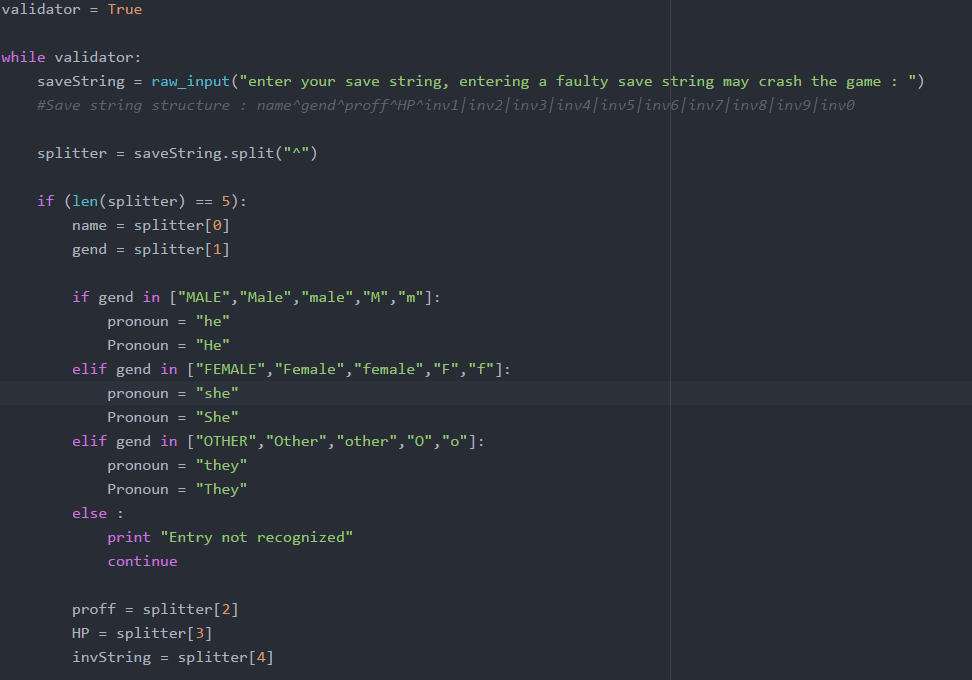 validator = True
while validator:
saveString = raw_input("enter your save string, entering a faulty save string may crash the game : ")
#Save string structure : name^gend^proff^HP^inv1|inv2|inv3|inv4|inv5|inv6|inv7|inv8|inv9|inv0
splitter = saveString.split("^")
if (len(splitter) == 5):
name = splitter[0]
gend = splitter[1]
if gend in ["MALE","Male","male","M","m"]:
pronoun = "he"
Pronoun = "He"
elif gend in ["FEMALE","Female","female","F","f"]:
pronoun = "she"
Pronoun = "She"
elif gend in ["OTHER","Other","other","O","o"]:
pronoun = "they"
Pronoun = "They"
else :
print "Entry not recognized"
continue
proff = splitter[2]
HP = splitter[3]
invString = splitter[4]